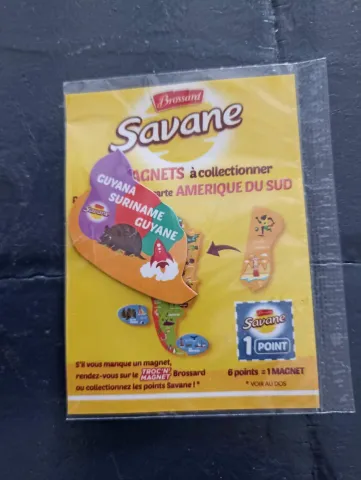 Brossard
Savane
MAGNETS à collectionner
carte AMERIQUE DU SUD
GUYANA
SURINAME
GUYANE
Savane
Brossard
Savane
1 POINT
S'il vous manque un magnet,
rendez-vous sur le TROC'N' MAGNET Brossard
ou collectionnez les points Savane ! *
6 points = 1 MAGNET
* VOIR AU DOS